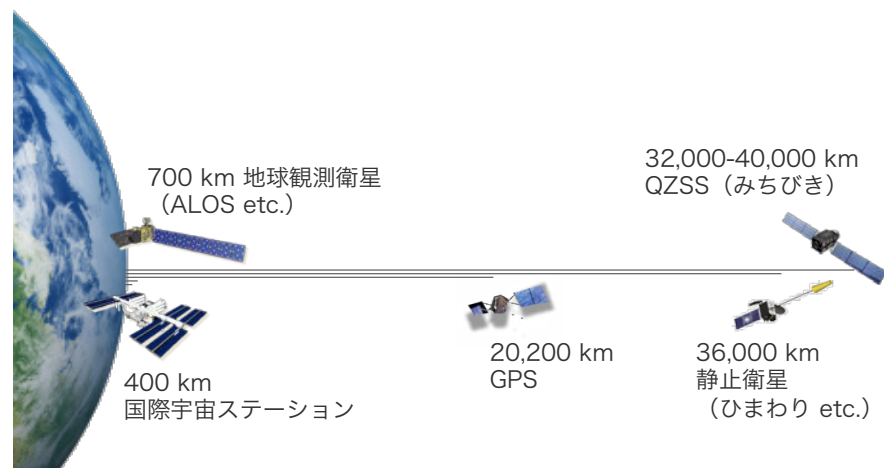 700 km 地球観測衛星
（ALOS etc.）
32,000-40,000 km
QZSS（みちびき）
400 km
国際宇宙ステーション
20,200 km
GPS
36,000 km
静止衛星
（ひまわり etc.）